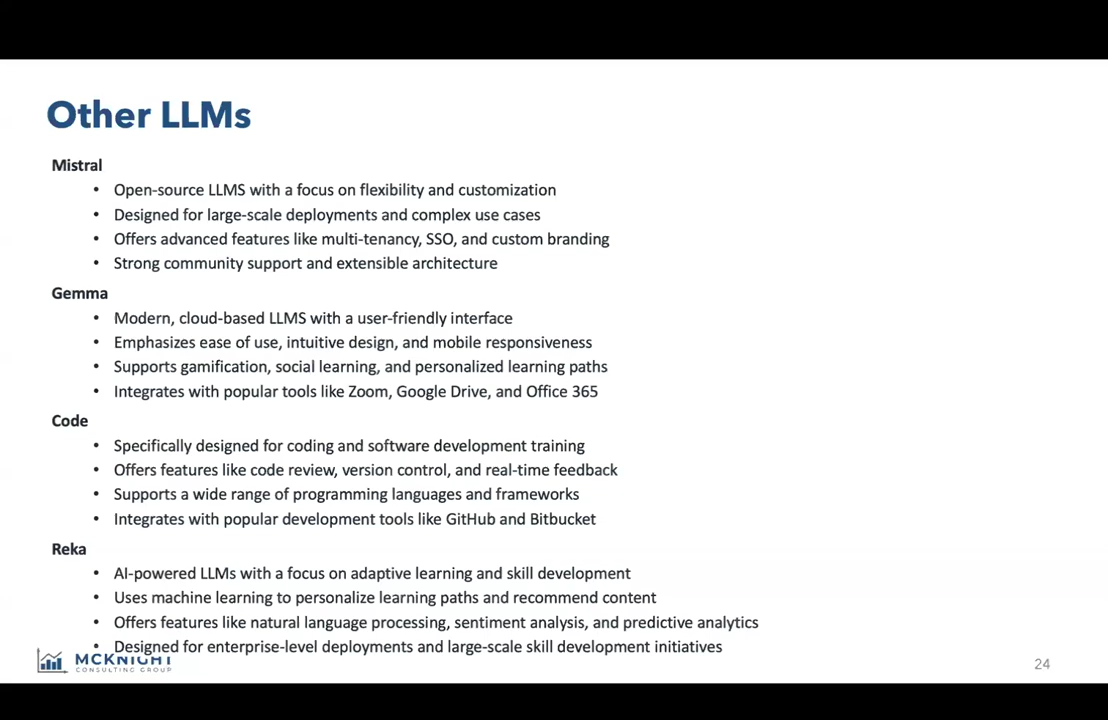 Other LLMs
Mistral
• Open-source LLMS with a focus on flexibility and customization
• Designed for large-scale deployments and complex use cases
• Offers advanced features like multi-tenancy, SSO, and custom branding
• Strong community support and extensible architecture
Gemma
• Modern, cloud-based LLMS with a user-friendly interface
• Emphasizes ease of use, intuitive design, and mobile responsiveness
• Supports gamification, social learning, and personalized learning paths
• Integrates with popular tools like Zoom, Google Drive, and Office 365
Code
• Specifically designed for coding and software development training
• Offers features like code review, version control, and real-time feedback
• Supports a wide range of programming languages and frameworks
• Integrates with popular development tools like GitHub and Bitbucket
Reka
• AI-powered LLMs with a focus on adaptive learning and skill development
• Uses machine learning to personalize learning paths and recommend content
• Offers features like natural language processing, sentiment analysis, and predictive analytics
• Designed for enterprise-level deployments and large-scale skill development initiatives
MCKNIGHT
CONSULTING GROUP
24